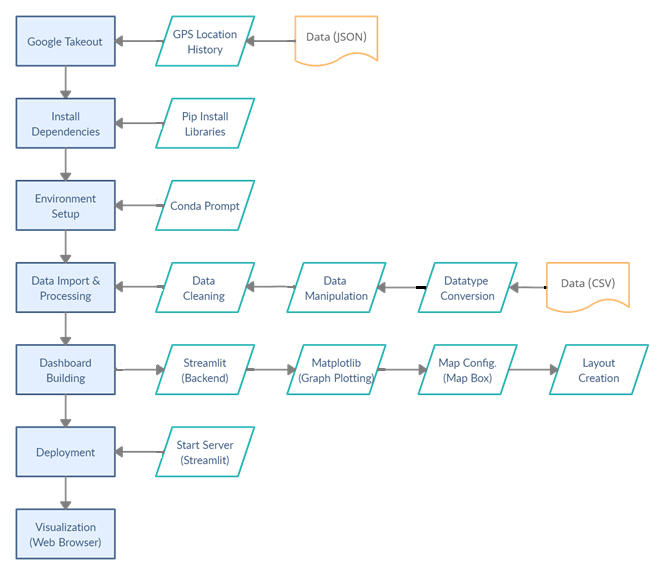 Google Takeout
GPS Location
History
Data (JSON)
Install
Dependencies
Pip Install
Libraries
Environment
Setup
Conda Prompt
Data Import &
Processing
Data
Cleaning
Data
Manipulation
Datatype
Conversion
Data (CSV)
Dashboard
Building
Streamlit
(Backend)
Matplotlib
(Graph Plotting)
Map Config.
(Map Box)
Layout
Creation
Deployment
Start Server
(Streamlit)
Visualization
(Web Browser)